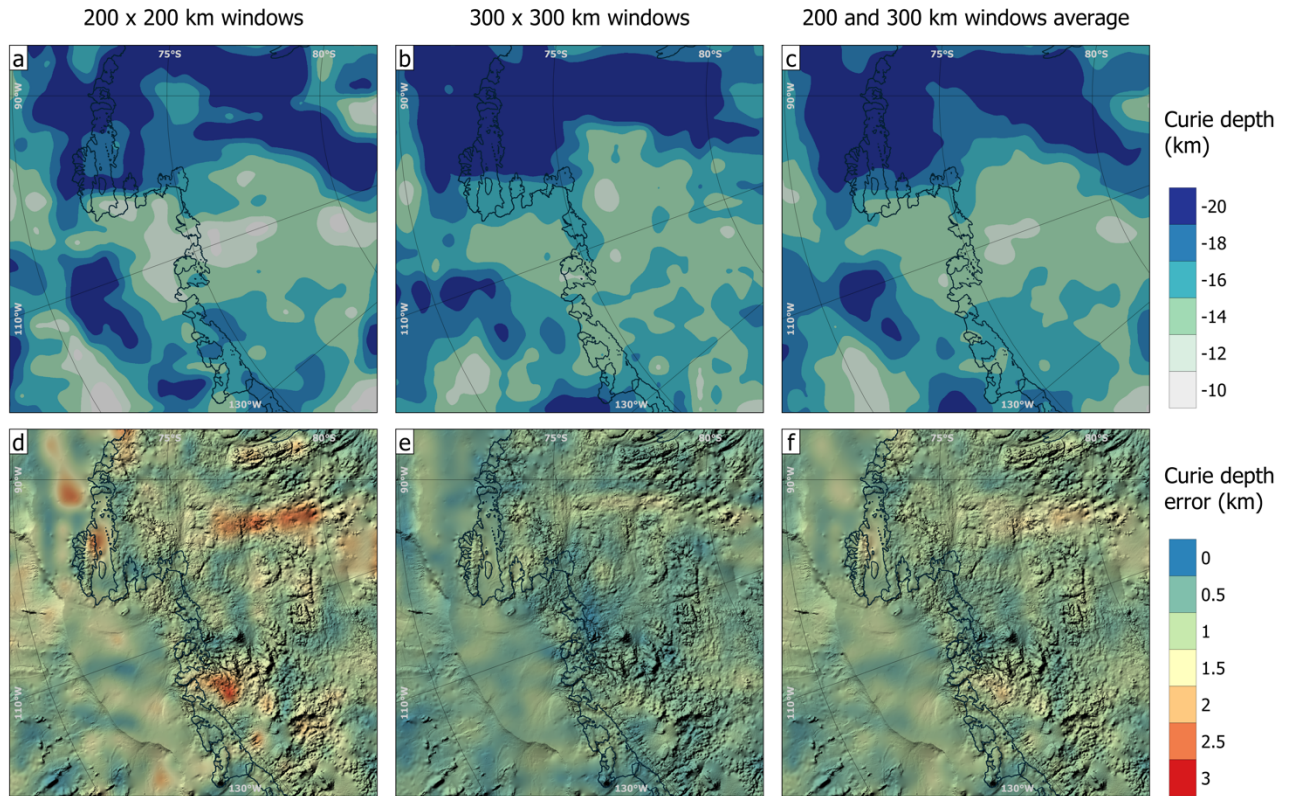 200 x 200 km windows
300 x 300 km windows
200 and 300 km windows average
a
75°S
80°S
90°W
110°W
130°W
b
75°S
80°S
90°W
110°W
130°W
c
75°S
80°S
90°W
110°W
130°W
Curie depth
(km)
-20
-18
-16
-14
-12
-10
d
75°S
80°S
90°W
110°W
130°W
e
75°S
80°S
90°W
110°W
130°W
f
75°S
80°S
90°W
110°W
130°W
Curie depth
error (km)
0
0.5
1
1.5
2
2.5
3